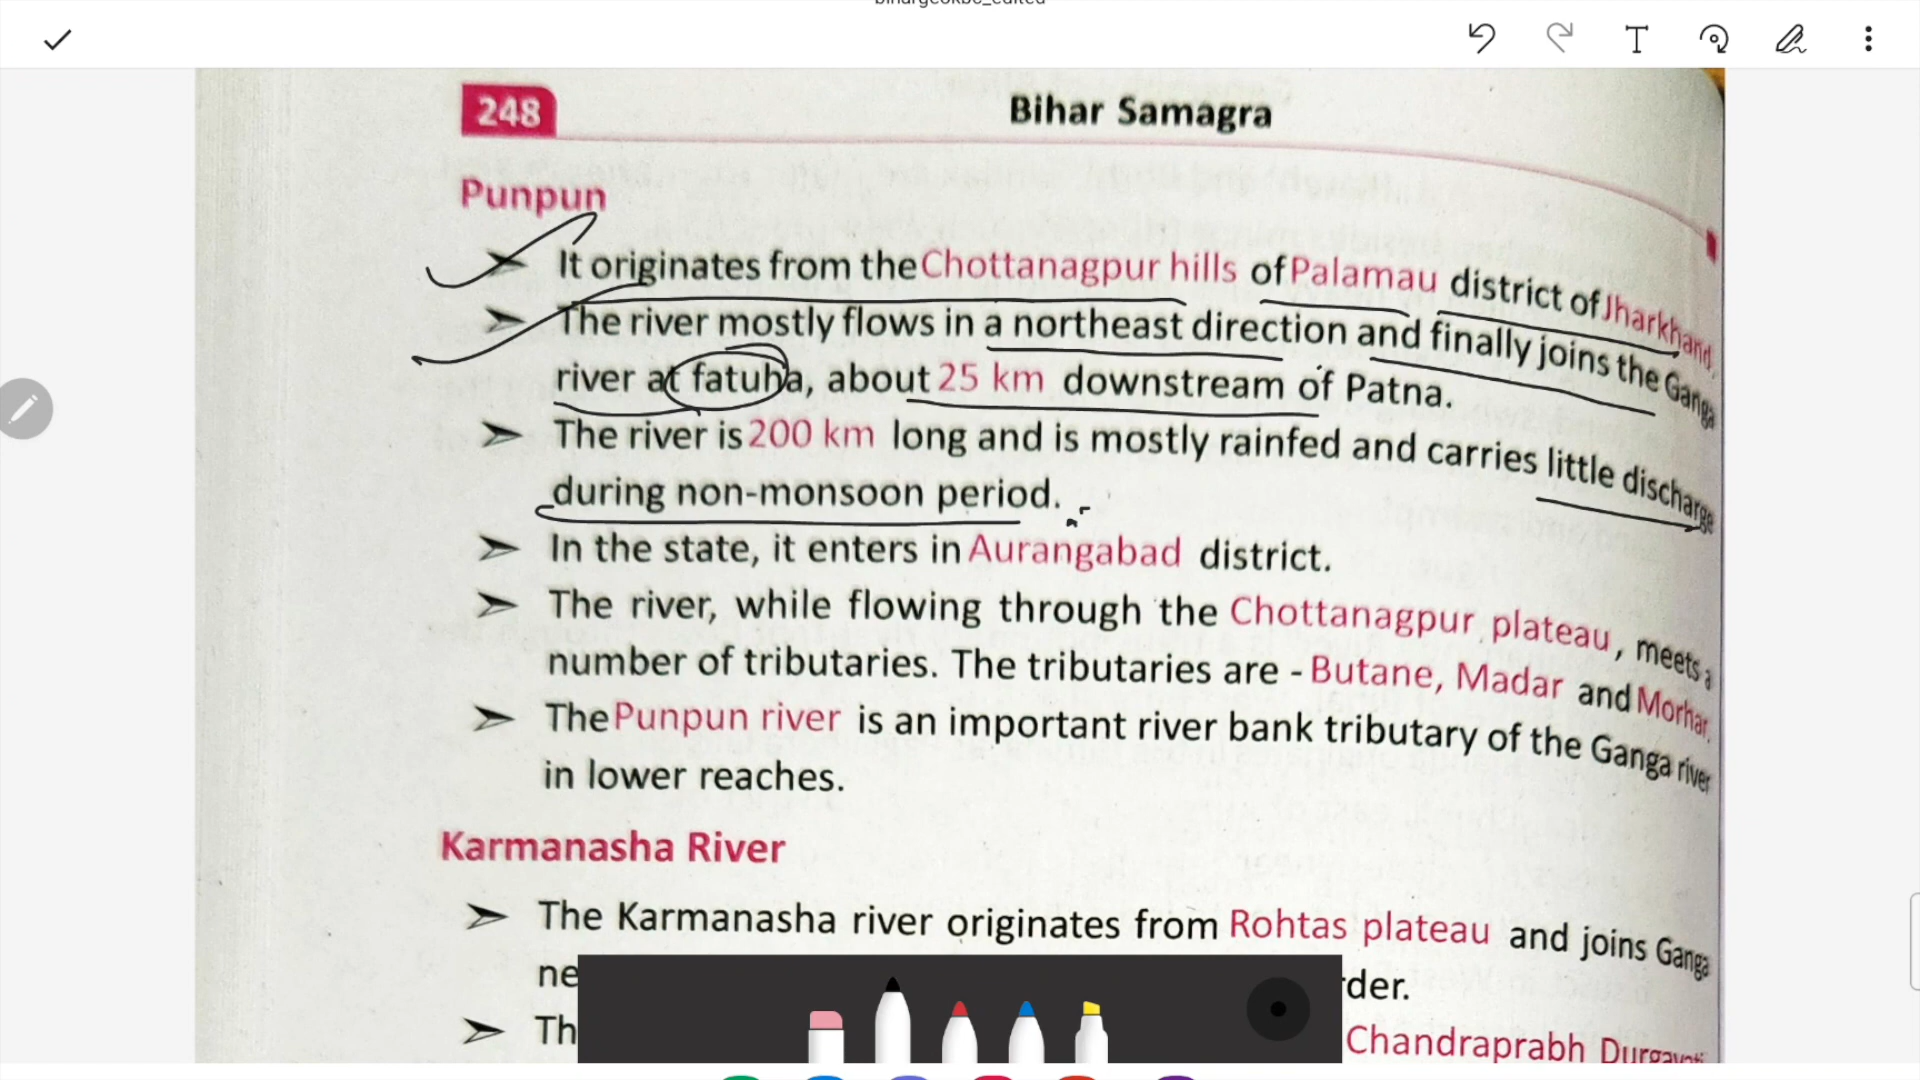 248
Bihar Samagra
Punpun
➤ It originates from the Chottanagpur hills of Palamau district of Jharkhand.
➤ The river mostly flows in a northeast direction and finally joins the Ganga
river at fatuha, about 25 km downstream of Patna.
➤ The river is 200 km long and is mostly rainfed and carries little discharge
during non-monsoon period.
➤ In the state, it enters in Aurangabad district.
➤ The river, while flowing through the Chottanagpur plateau, meets a
number of tributaries. The tributaries are - Butane, Madar and Morhar.
➤ The Punpun river is an important river bank tributary of the Ganga river
in lower reaches.
Karmanasha River
➤ The Karmanasha river originates from Rohtas plateau and joins Ganga
ne rder.
➤ Th Chandraprabh